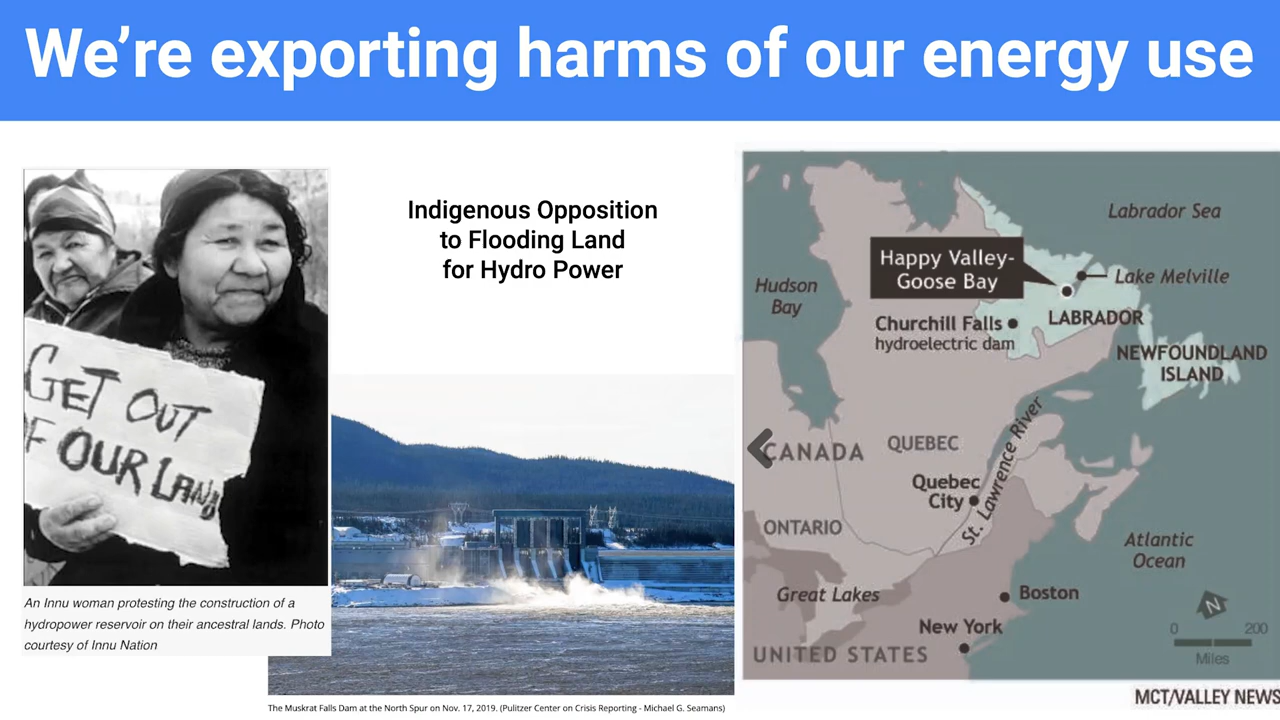 We're exporting harms of our energy use
Indigenous Opposition
to Flooding Land
for Hydro Power
GET OUT
OF OUR LAND
An Innu woman protesting the construction of a
hydropower reservoir on their ancestral lands. Photo
courtesy of Innu Nation
The Muskrat Falls Dam at the North Spur on Nov. 17, 2019. (Pulitzer Center on Crisis Reporting - Michael G. Seamans)
Labrador Sea
Happy Valley-
Goose Bay
Lake Melville
Hudson
Bay
Churchill Falls
hydroelectric dam
LABRADOR
NEWFOUNDLAND
ISLAND
CANADA
QUEBEC
Quebec
City
St. Lawrence River
ONTARIO
Atlantic
Ocean
Great Lakes
Boston
New York
UNITED STATES
N
0 200
Miles
MCT/VALLEY NEWS